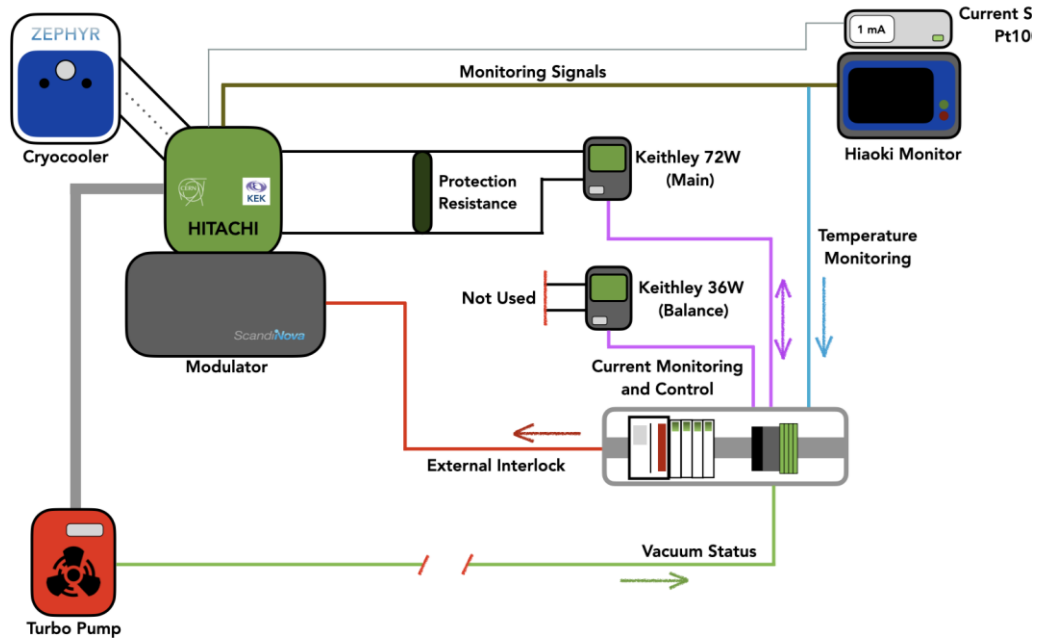 ZEPHYR
Cryocooler
Current S
1 mA
Pt10
Monitoring Signals
Hiaoki Monitor
CERN
KEK
HITACHI
Protection
Resistance
Keithley 72W
(Main)
Temperature
Monitoring
Not Used
Keithley 36W
(Balance)
ScandiNova
Modulator
Current Monitoring
and Control
External Interlock
Vacuum Status
Turbo Pump